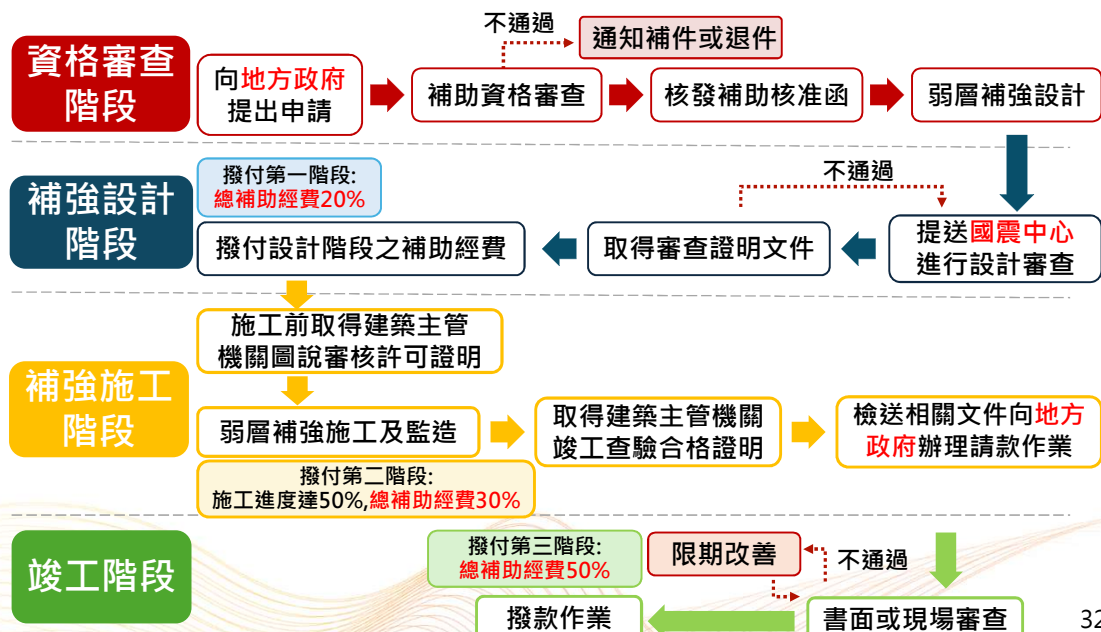 資格審查
階段
不通過
通知補件或退件
向地方政府
提出申請
補助資格審查
核發補助核准函
弱層補強設計
補強設計
階段
撥付第一階段:
總補助經費20%
撥付設計階段之補助經費
不通過
取得審查證明文件
提送國震中心
進行設計審查
補強施工
階段
施工前取得建築主管
機關圖說審核許可證明
弱層補強施工及監造
撥付第二階段:
施工進度達50%,總補助經費30%
取得建築主管機關
竣工查驗合格證明
檢送相關文件向地方
政府辦理請款作業
竣工階段
撥付第三階段:
總補助經費50%
限期改善
不通過
撥款作業
書面或現場審查
32